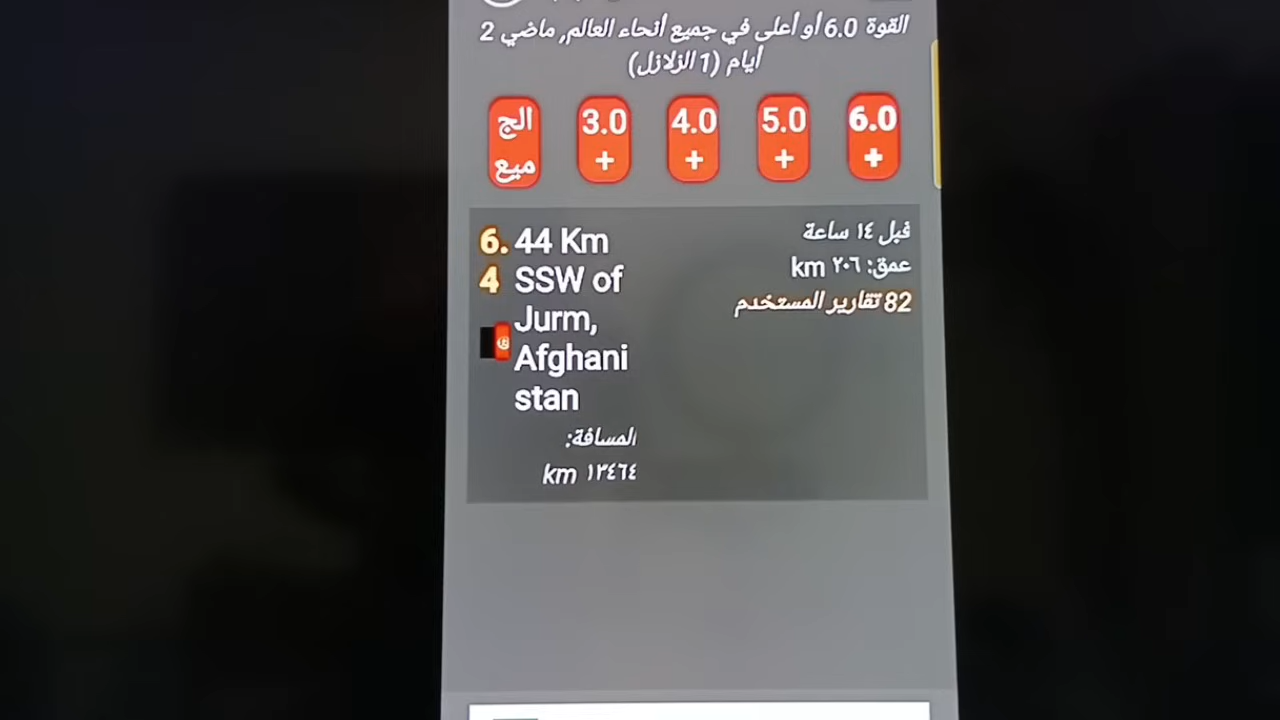 القوة 6.0 أو أعلى في جميع أنحاء العالم, ماضي 2
أيام (1 الزلازل)
الج
ميع
3.0
+
4.0
+
5.0
+
6.0
+
6.
4
44 Km
SSW of
Jurm,
Afghani
stan
المسافة:
١٣٤٦٤ km
قبل ١٤ ساعة
عمق: ٢٠٦ km
82 تقارير المستخدم